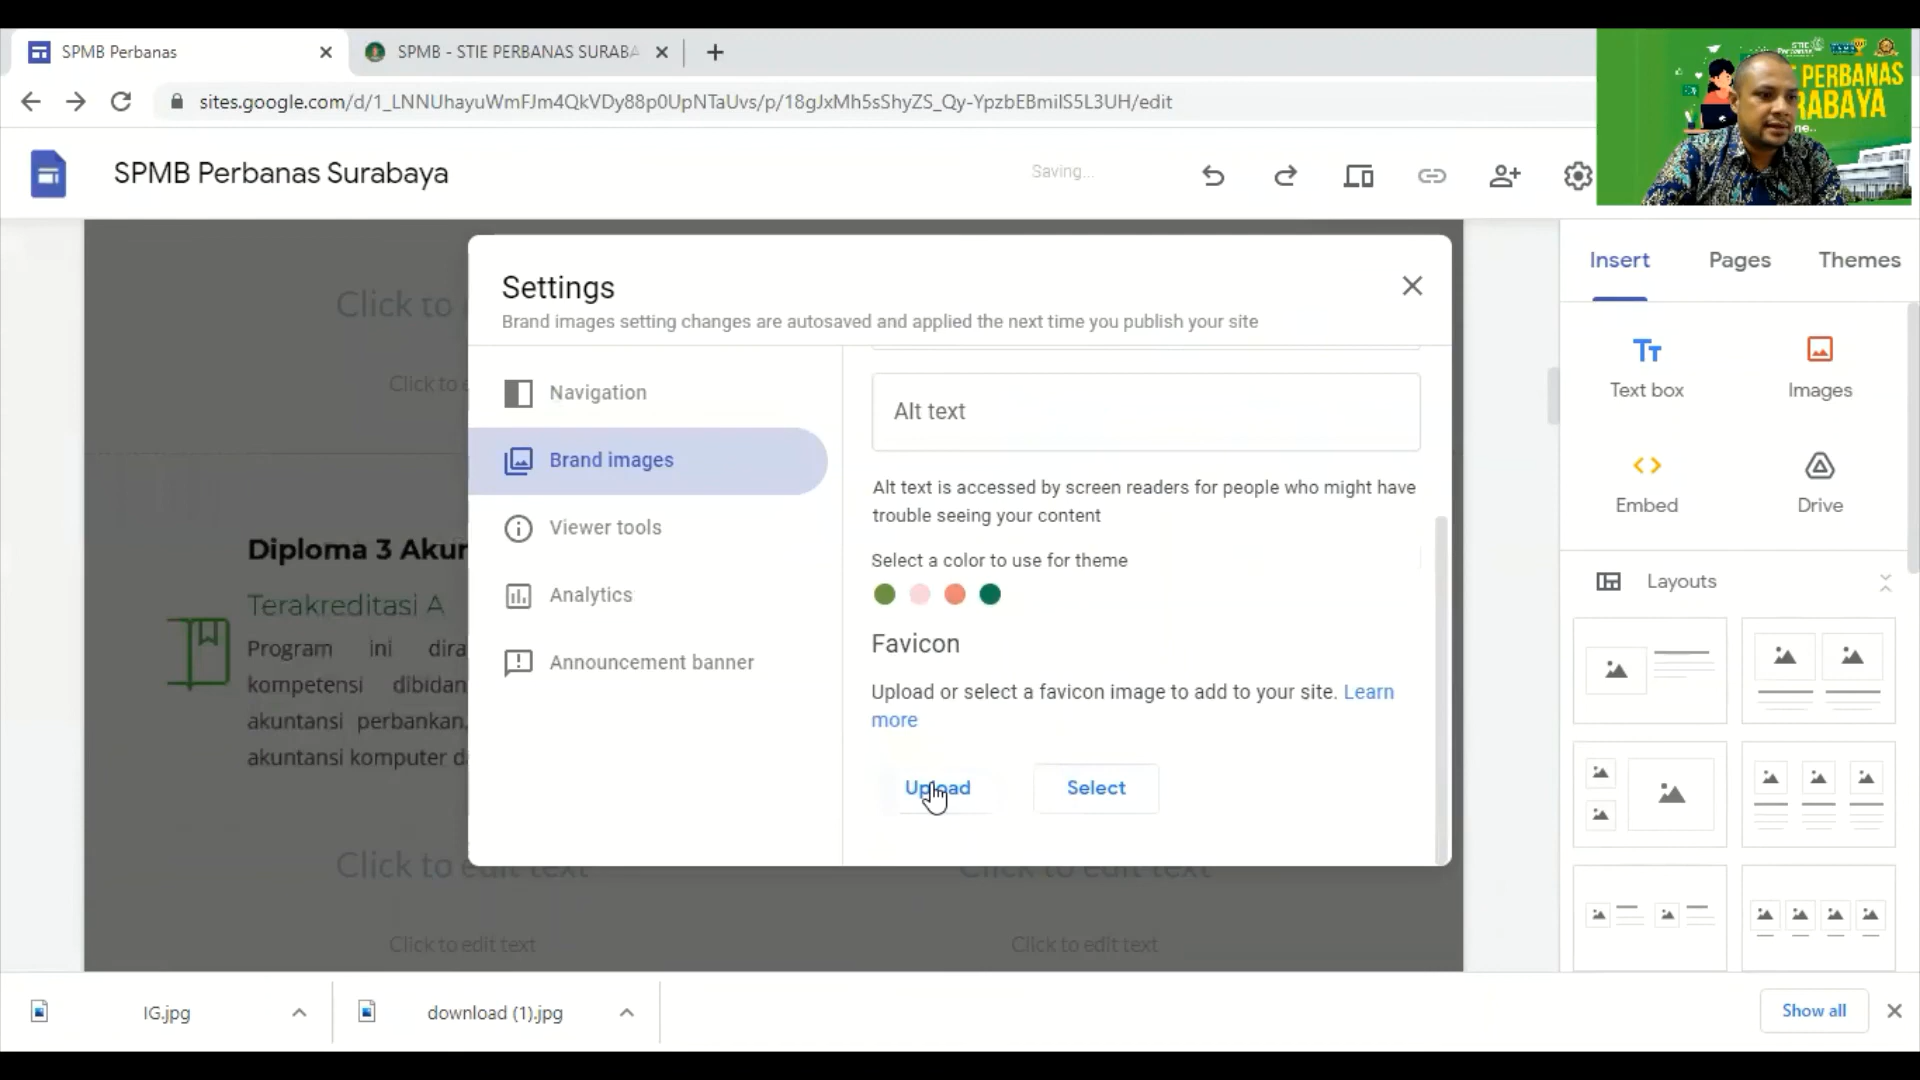 SPMB Perbanas
SPMB - STIE PERBANAS SURABA
sites.google.com/d/1_LNNUhayuWmFJm4QkVDy88p0UpNTaUvs/p/18gJxMh5sShyZS_Qy-YpzbEBmilS5L3UH/edit
PERBANAS
RABAYA
SPMB Perbanas Surabaya
Saving...
Insert
Pages
Themes
Settings
Brand images setting changes are autosaved and applied the next time you publish your site
Click to
Click to
Navigation
Brand images
Viewer tools
Analytics
Announcement banner
Alt text
Alt text is accessed by screen readers for people who might have
trouble seeing your content
Select a color to use for theme
Favicon
Upload or select a favicon image to add to your site. Learn
more
Upload
Select
Text box
Images
Embed
Drive
Layouts
Diploma 3 Akur
Terakreditasi A
Program ini dira
kompetensi dibidan
akuntansi perbankan,
akuntansi komputer d
Click to edit text
Click to edit text
Click to edit text
Click to edit text
IG.jpg
download (1).jpg
Show all